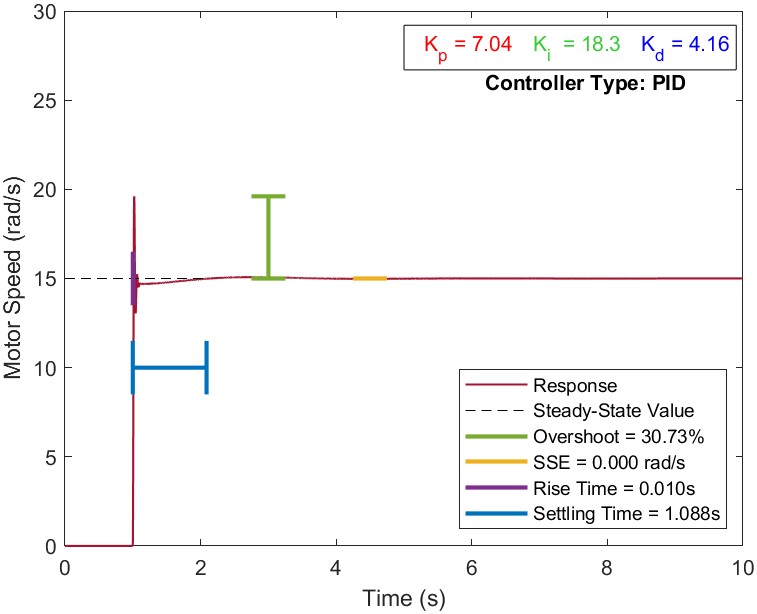 30
K_p = 7.04 K_i = 18.3 K_d = 4.16
Controller Type: PID
25
20
15
10
5
0
Motor Speed (rad/s)
Response
Steady-State Value
Overshoot = 30.73%
SSE = 0.000 rad/s
Rise Time = 0.010s
Settling Time = 1.088s
0 2 4 6 8 10
Time (s)